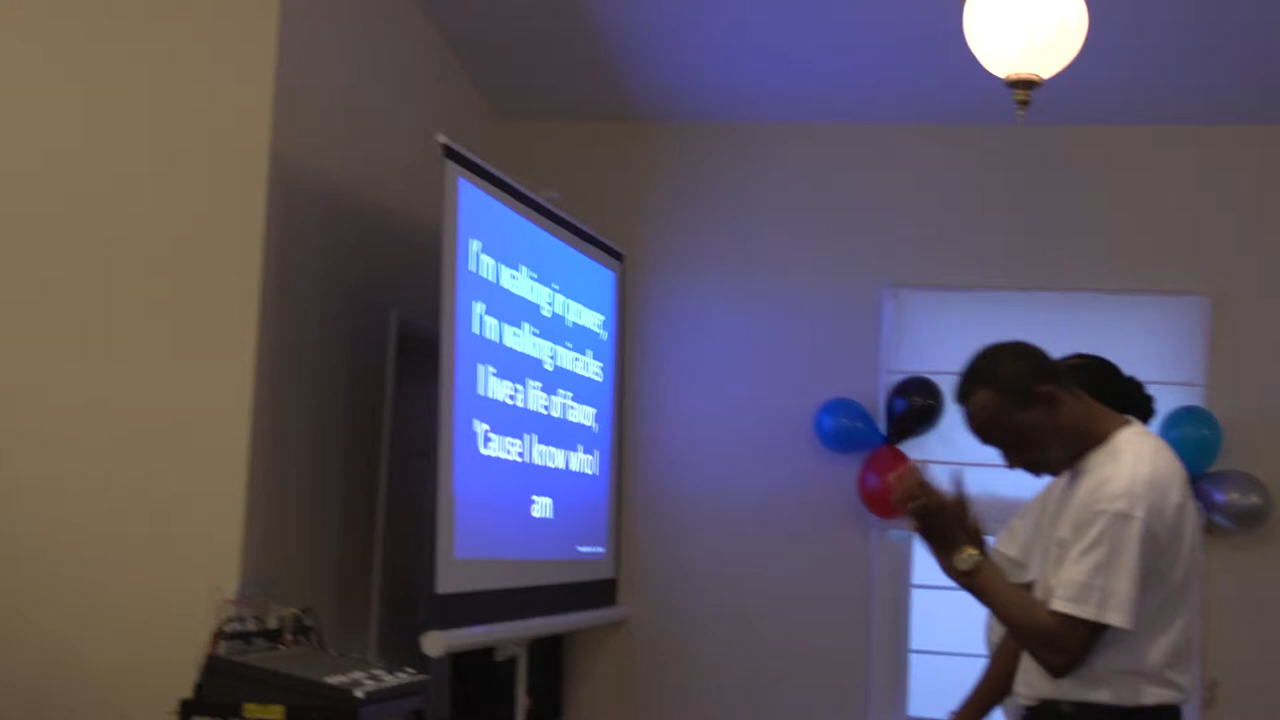 I'm walking in power,
I'm walking miracles
I live a life of favor,
'Cause I know who I
am